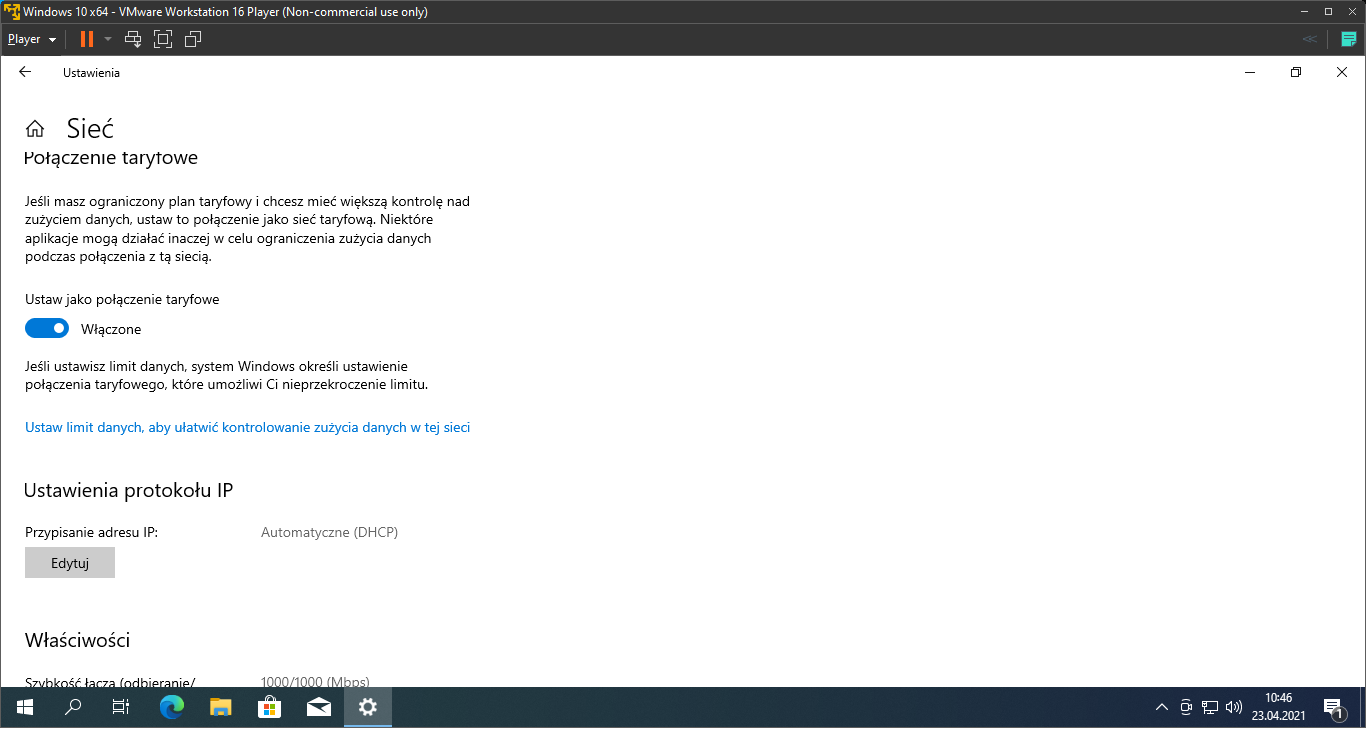 Windows 10 x64 - VMware Workstation 16 Player (Non-commercial use only)
Player
Ustawienia
Sieć
Połączenie taryfowe
Jeśli masz ograniczony plan taryfowy i chcesz mieć większą kontrolę nad
zużyciem danych, ustaw to połączenie jako sieć taryfową. Niektóre
aplikacje mogą działać inaczej w celu ograniczenia zużycia danych
podczas połączenia z tą siecią.
Ustaw jako połączenie taryfowe
Włączone
Jeśli ustawisz limit danych, system Windows określi ustawienie
połączenia taryfowego, które umożliwi Ci nieprzekroczenie limitu.
Ustaw limit danych, aby ułatwić kontrolowanie zużycia danych w tej sieci
Ustawienia protokołu IP
Przypisanie adresu IP: Automatyczne (DHCP)
Edytuj
Właściwości
Szybkość łącza (odbieranie/ 1000/1000 (Mbps)
10:46
23.04.2021
1